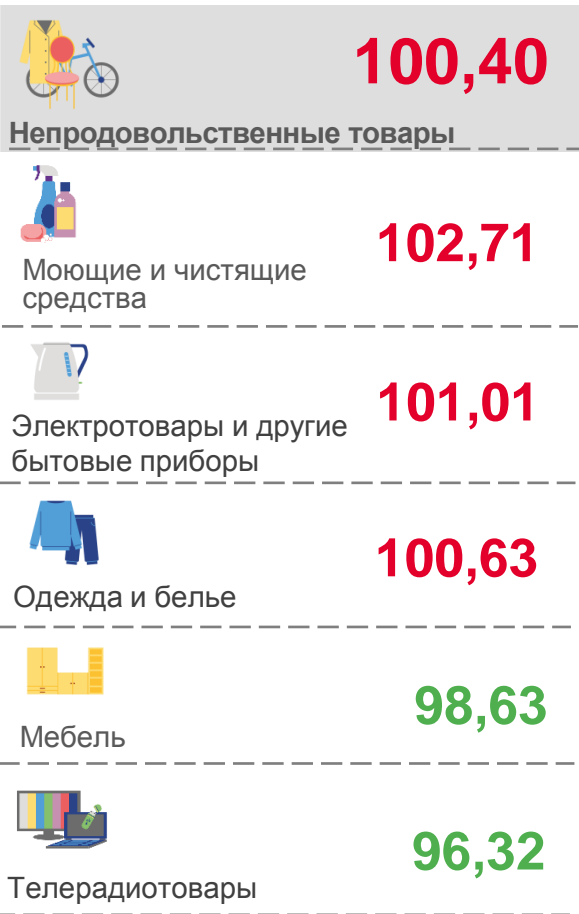 100,40
Непродовольственные товары
102,71
Моющие и чистящие
средства
101,01
Электротовары и другие
бытовые приборы
100,63
Одежда и белье
98,63
Мебель
96,32
Телерадиотовары